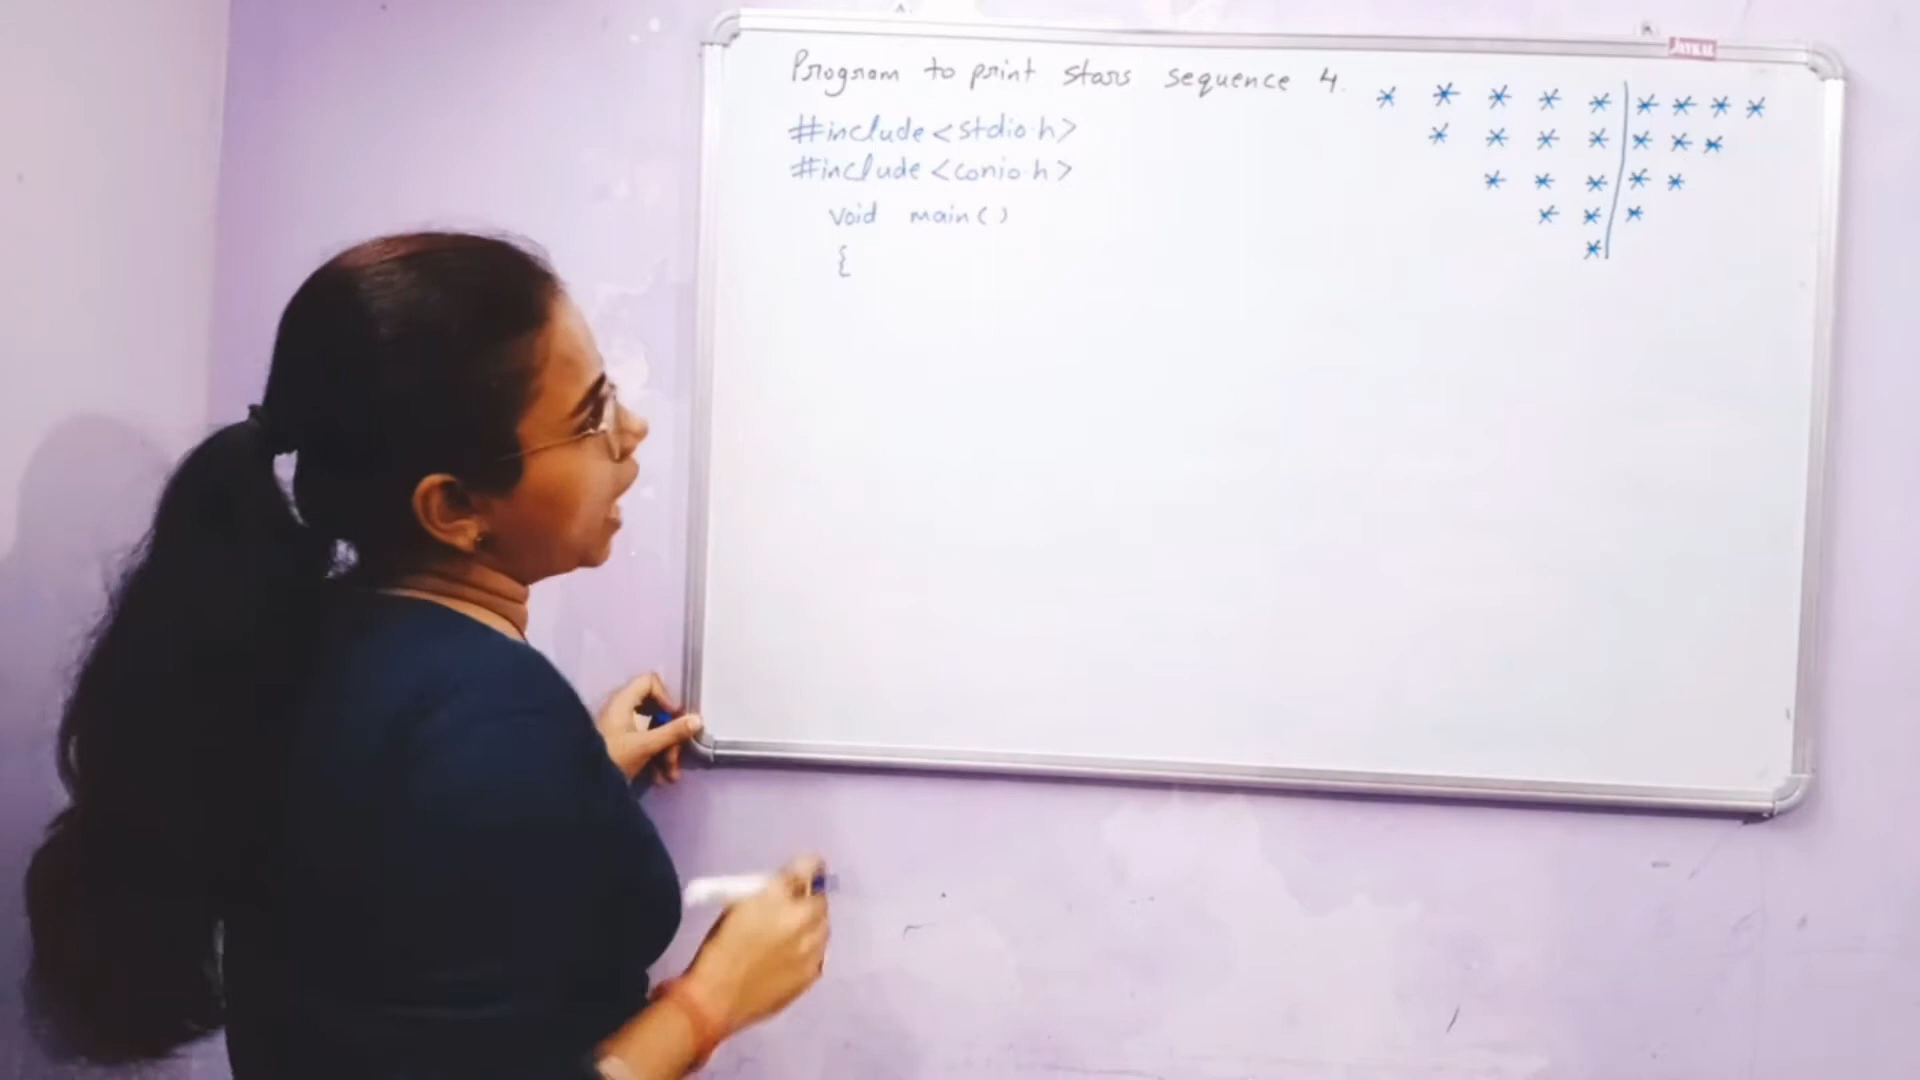 Program to print stars sequence 4.
* * * * * | * * * *
* * * * | * * *
* * * | * *
* * | *
* |
#include <stdio.h>
#include <conio.h>
void main()
{